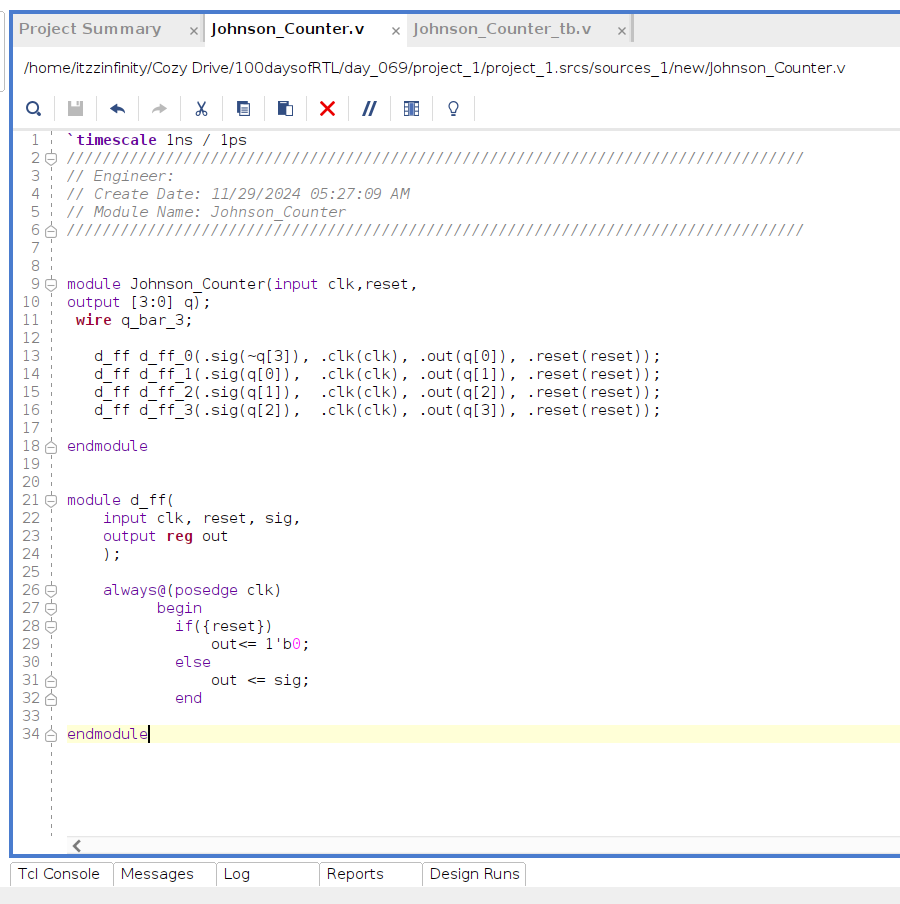 Project Summary × Johnson_Counter.v × Johnson_Counter_tb.v ×
/home/itzzinfinity/Cozy Drive/100daysofRTL/day_069/project_1/project_1.srcs/sources_1/new/Johnson_Counter.v
1 `timescale 1ns / 1ps
2 //////////////////////////////////////////////////////////////////////////////////
3 // Engineer:
4 // Create Date: 11/29/2024 05:27:09 AM
5 // Module Name: Johnson_Counter
6 //////////////////////////////////////////////////////////////////////////////////
7
8
9 module Johnson_Counter(input clk,reset,
10 output [3:0] q);
11  wire q_bar_3;
12
13    d_ff d_ff_0(.sig(~q[3]), .clk(clk), .out(q[0]), .reset(reset));
14    d_ff d_ff_1(.sig(q[0]),  .clk(clk), .out(q[1]), .reset(reset));
15    d_ff d_ff_2(.sig(q[1]),  .clk(clk), .out(q[2]), .reset(reset));
16    d_ff d_ff_3(.sig(q[2]),  .clk(clk), .out(q[3]), .reset(reset));
17
18 endmodule
19
20
21 module d_ff(
22     input clk, reset, sig,
23     output reg out
24     );
25
26     always@(posedge clk)
27           begin
28             if({reset})
29                 out<= 1'b0;
30             else
31                 out <= sig;
32             end
33
34 endmodule
Tcl Console Messages Log Reports Design Runs